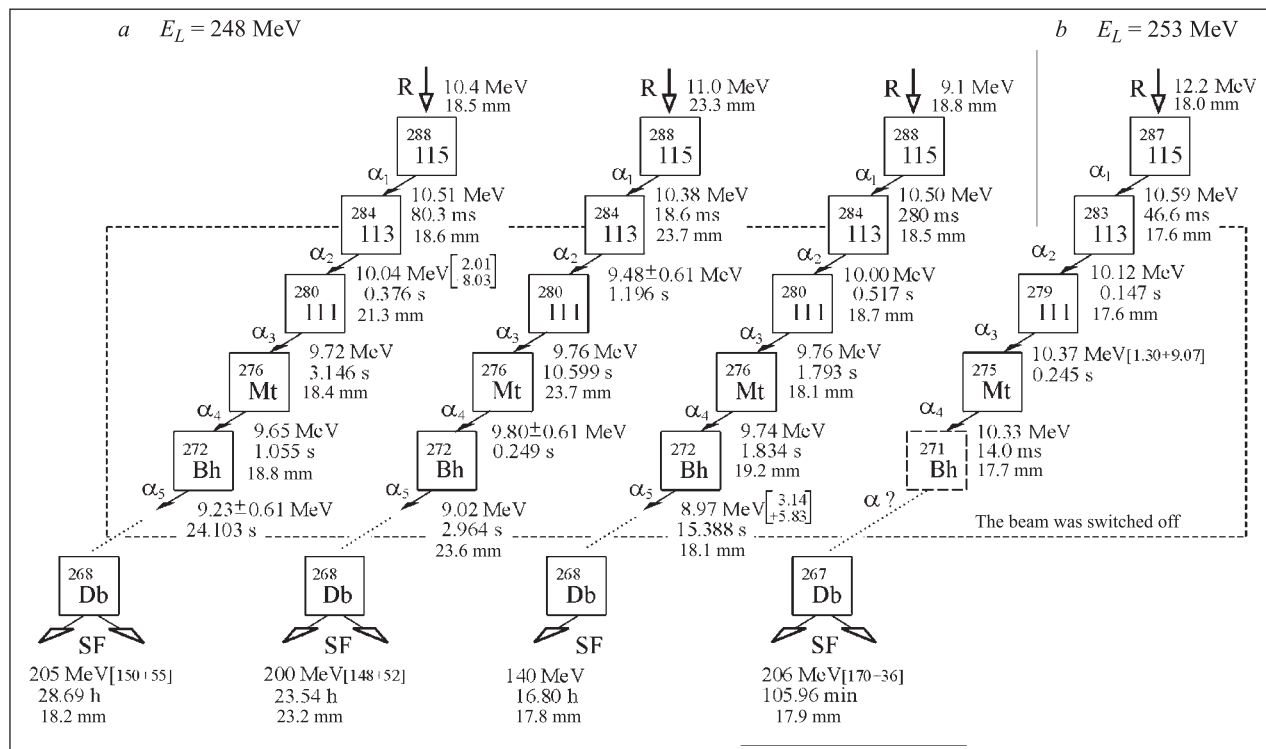 a E_L = 248 MeV
b E_L = 253 MeV
R
10.4 MeV
18.5 mm
288
115
α1
10.51 MeV
80.3 ms
18.6 mm
284
113
α2
10.04 MeV [2.01
8.03]
0.376 s
21.3 mm
280
111
α3
9.72 MeV
3.146 s
18.4 mm
276
Mt
α4
9.65 MeV
1.055 s
18.8 mm
272
Bh
α5
9.23±0.61 MeV
24.103 s
268
Db
SF
205 MeV[150+55]
28.69 h
18.2 mm
R
11.0 MeV
23.3 mm
288
115
α1
10.38 MeV
18.6 ms
23.7 mm
284
113
α2
9.48±0.61 MeV
1.196 s
280
111
α3
9.76 MeV
10.599 s
23.7 mm
276
Mt
α4
9.80±0.61 MeV
0.249 s
272
Bh
α5
9.02 MeV
2.964 s
23.6 mm
268
Db
SF
200 MeV[148+52]
23.54 h
23.2 mm
R
9.1 MeV
18.8 mm
288
115
α1
10.50 MeV
280 ms
18.5 mm
284
113
α2
10.00 MeV
0.517 s
18.7 mm
280
111
α3
9.76 MeV
1.793 s
18.1 mm
276
Mt
α4
9.74 MeV
1.834 s
19.2 mm
272
Bh
α5
8.97 MeV [3.14
+5.83]
15.388 s
18.1 mm
268
Db
SF
140 MeV
16.80 h
17.8 mm
R
12.2 MeV
18.0 mm
287
115
α1
10.59 MeV
46.6 ms
17.6 mm
283
113
α2
10.12 MeV
0.147 s
17.6 mm
279
111
α3
10.37 MeV[1.30+9.07]
0.245 s
275
Mt
α4
10.33 MeV
14.0 ms
17.7 mm
271
Bh
α ?
The beam was switched off
267
Db
SF
206 MeV[170−36]
105.96 min
17.9 mm